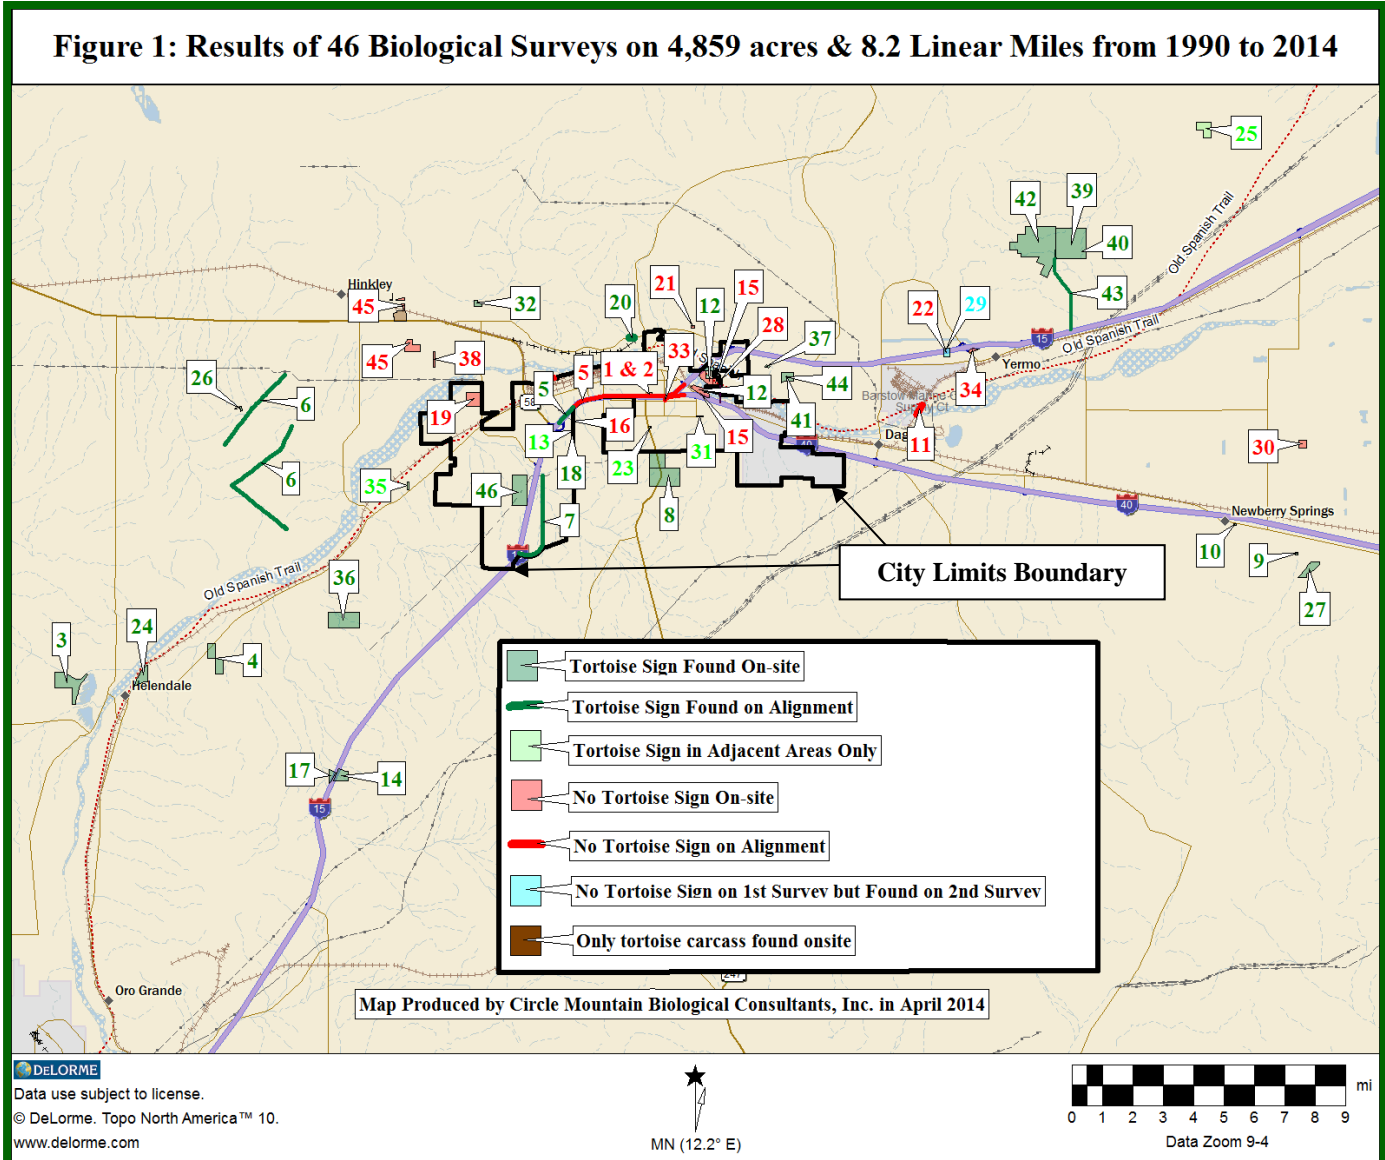 Figure 1: Results of 46 Biological Surveys on 4,859 acres & 8.2 Linear Miles from 1990 to 2014
25
42
39
40
Old Spanish Trail
43
Hinkley
45
32
20
21
12
15
28
37
22
29
15
Old Spanish Trail
Yermo
34
45
38
26
6
6
19
58
5
5
1 & 2
33
12
44
41
Barstow Marine
Supply Ct
11
30
13
18
16
23
31
15
40
35
46
7
8
40
Newberry Springs
10
9
27
City Limits Boundary
Old Spanish Trail
36
3
24
4
Helendale
17
14
15
Tortoise Sign Found On-site
Tortoise Sign Found on Alignment
Tortoise Sign in Adjacent Areas Only
No Tortoise Sign On-site
No Tortoise Sign on Alignment
No Tortoise Sign on 1st Survey but Found on 2nd Survey
Only tortoise carcass found onsite
247
Oro Grande
Map Produced by Circle Mountain Biological Consultants, Inc. in April 2014
DELORME
Data use subject to license.
© DeLorme. Topo North America™ 10.
www.delorme.com
MN (12.2° E)
mi
0 1 2 3 4 5 6 7 8 9
Data Zoom 9-4